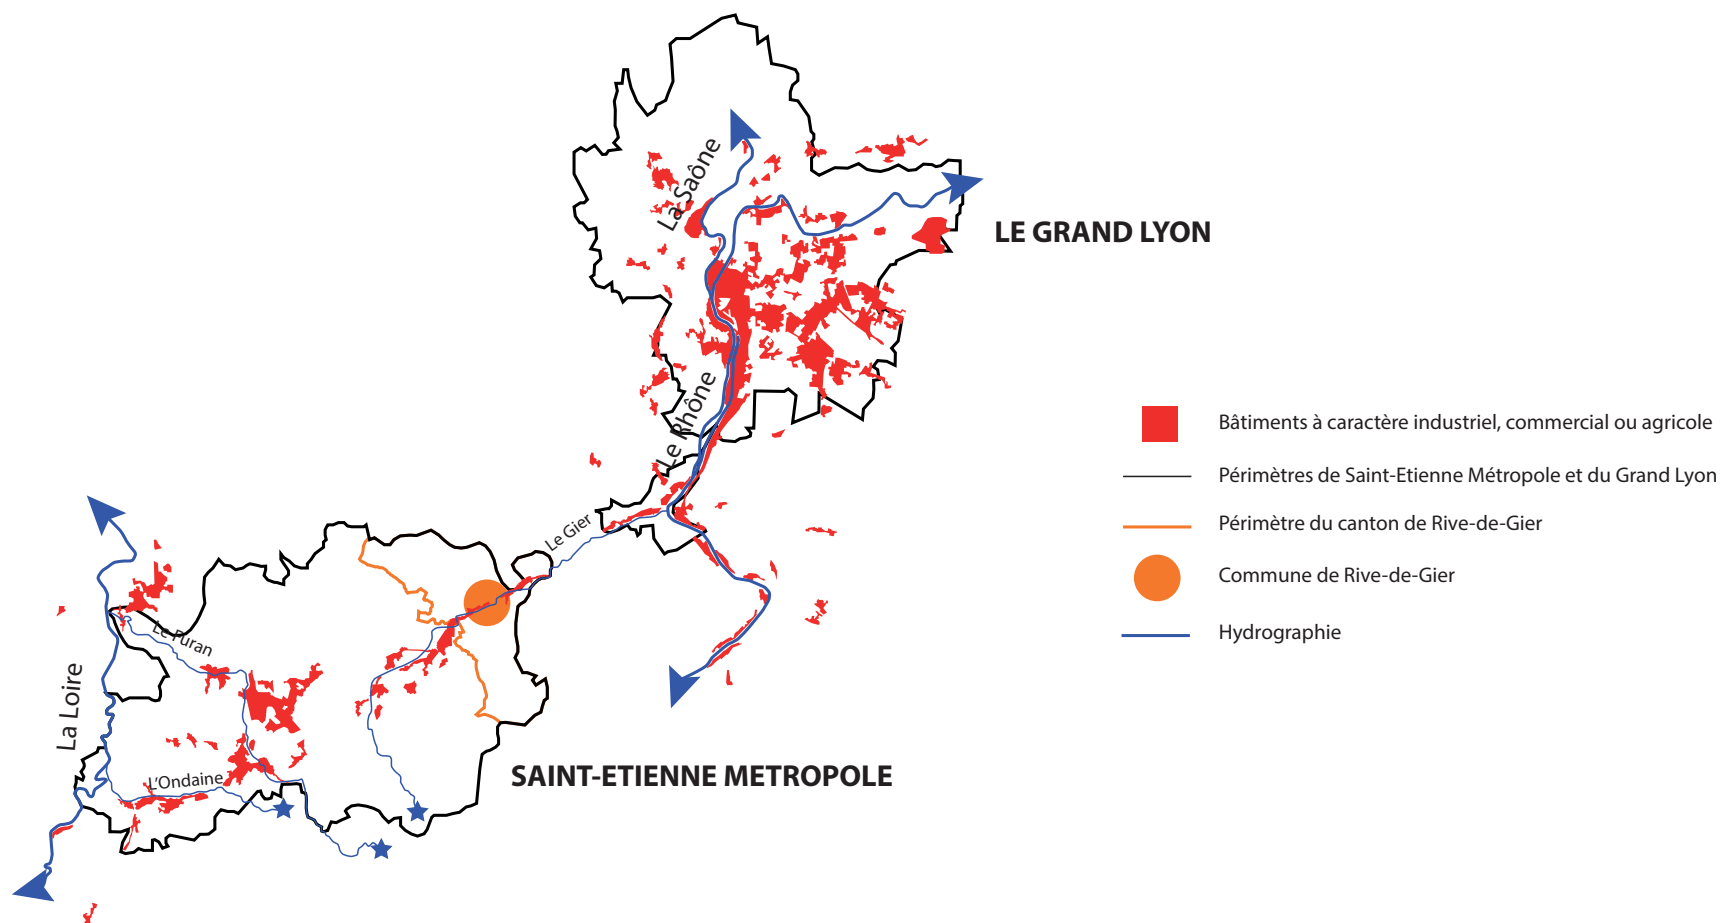 La Saône
LE GRAND LYON
Le Rhône
Bâtiments à caractère industriel, commercial ou agricole
Périmètres de Saint-Etienne Métropole et du Grand Lyon
Périmètre du canton de Rive-de-Gier
Commune de Rive-de-Gier
Hydrographie
Le Gier
Le Furan
La Loire
L'Ondaine
SAINT-ETIENNE METROPOLE